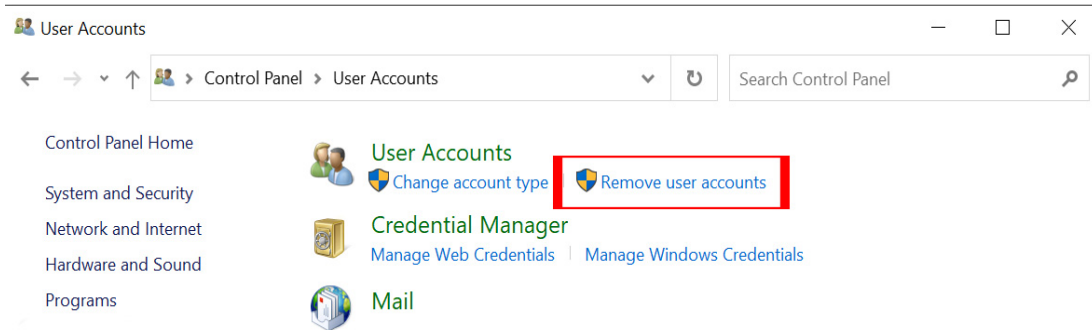 User Accounts
Control Panel > User Accounts
Search Control Panel
Control Panel Home
System and Security
Network and Internet
Hardware and Sound
Programs
User Accounts
Change account type | Remove user accounts
Credential Manager
Manage Web Credentials | Manage Windows Credentials
Mail